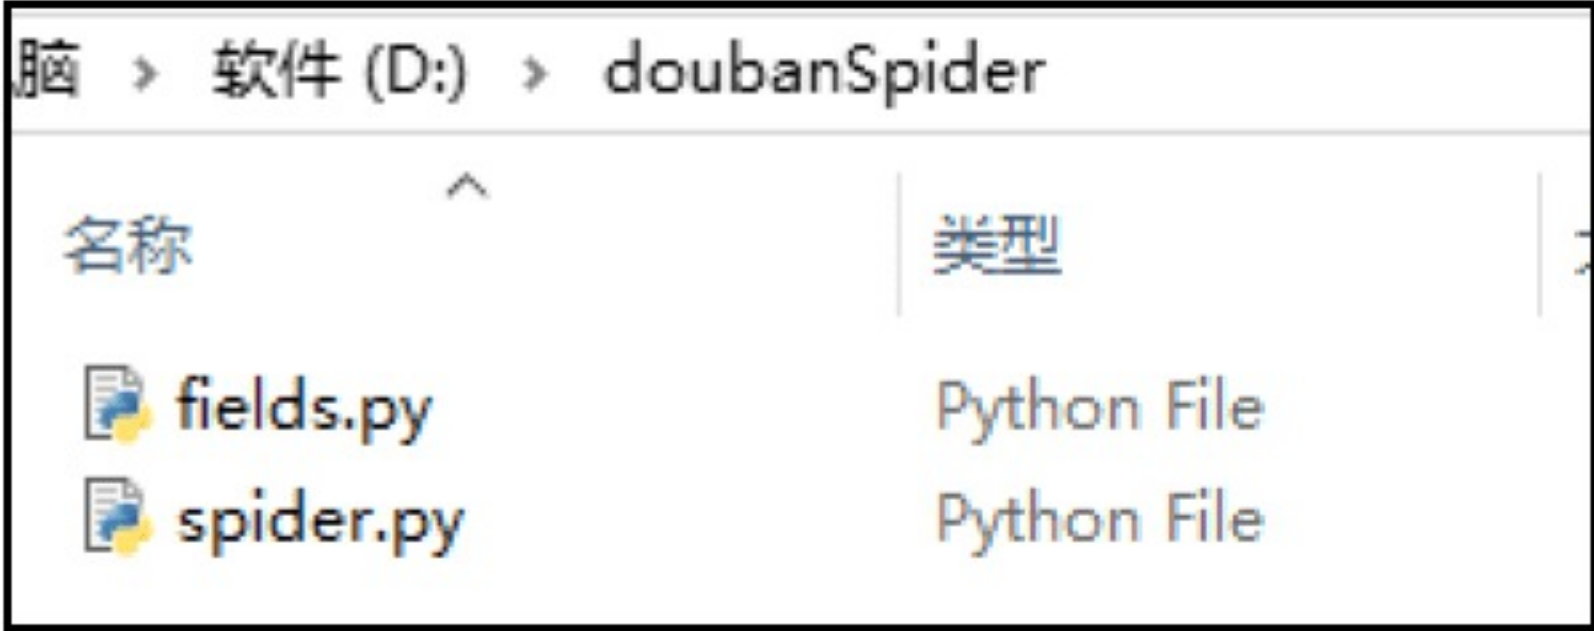 脑 › 软件 (D:) › doubanSpider
名称 类型
fields.py Python File
spider.py Python File